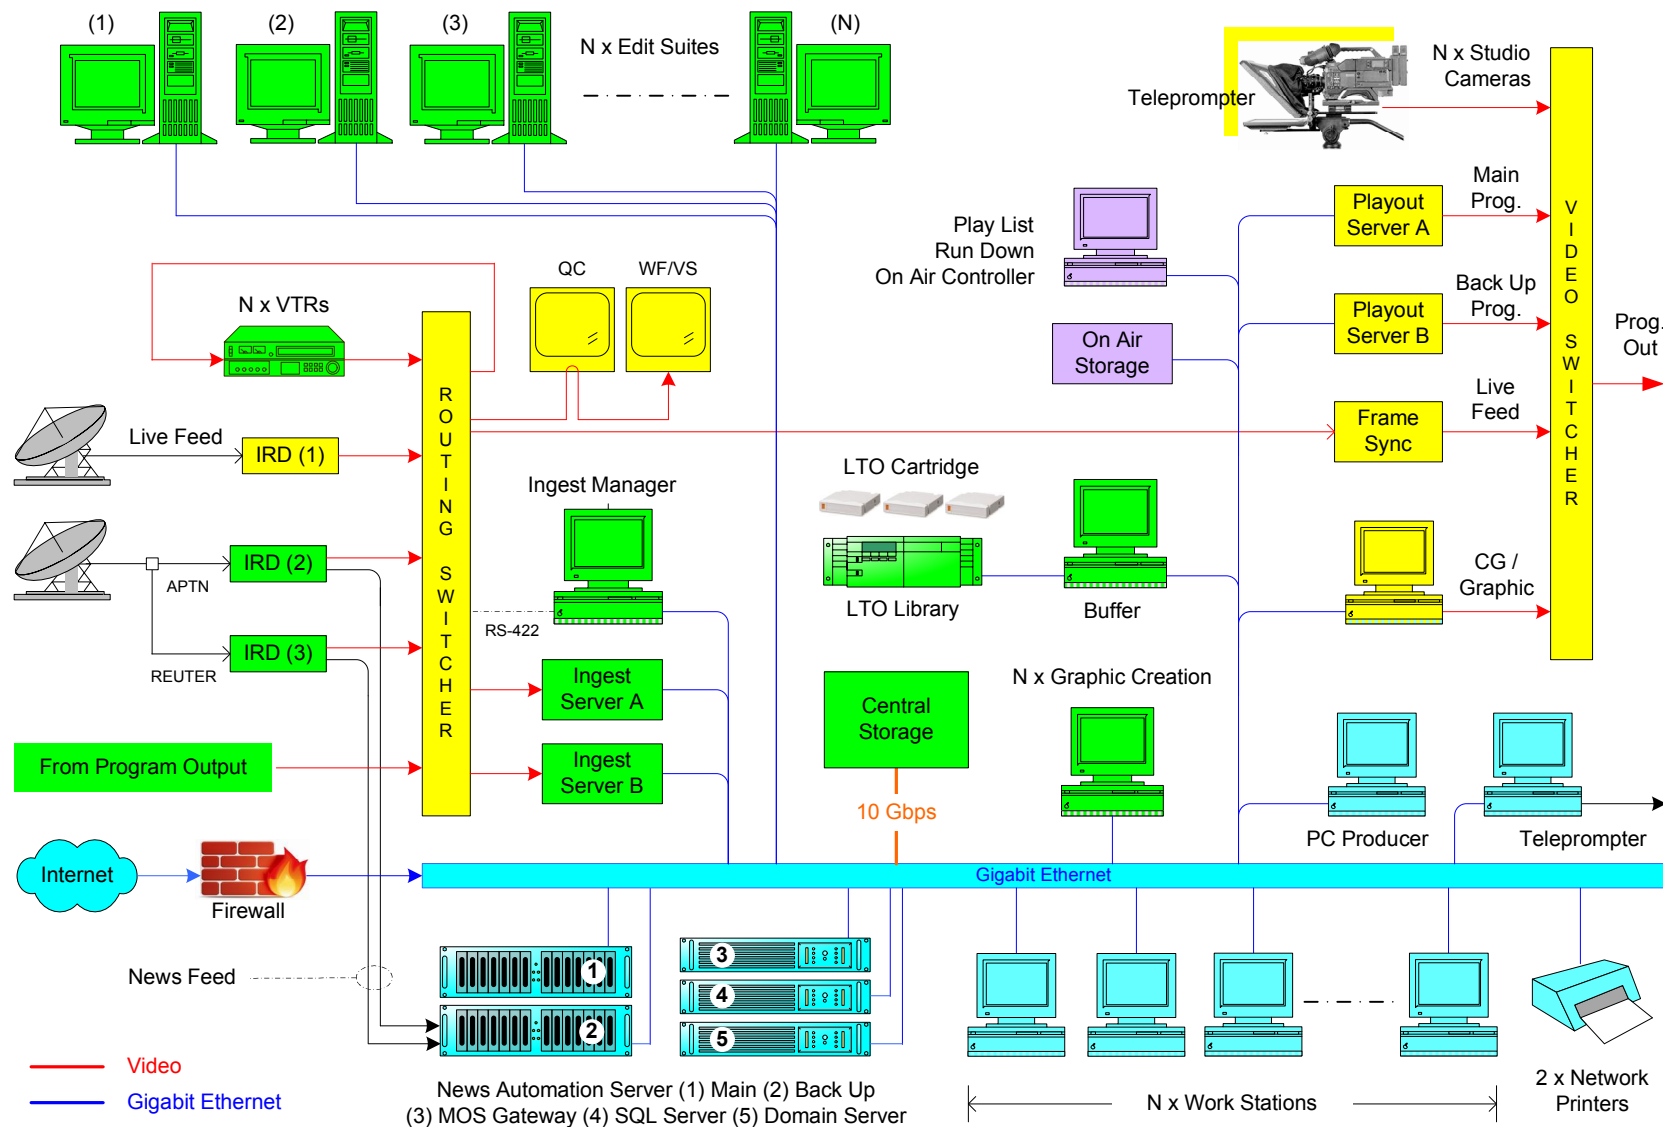 (1)
(2)
(3)
N x Edit Suites
(N)
Teleprompter
N x Studio
Cameras
Play List
Run Down
On Air Controller
On Air
Storage
Playout
Server A
Main
Prog.
Playout
Server B
Back Up
Prog.
Frame
Sync
Live
Feed
CG /
Graphic
VIDEO SWITCHER
Prog.
Out
N x VTRs
QC
WF/VS
Live Feed
IRD (1)
IRD (2)
APTN
IRD (3)
REUTER
ROUTING SWITCHER
Ingest Manager
RS-422
Ingest
Server A
Ingest
Server B
From Program Output
LTO Cartridge
LTO Library
Buffer
Central
Storage
10 Gbps
N x Graphic Creation
PC Producer
Teleprompter
Internet
Firewall
Gigabit Ethernet
News Feed
1
2
3
4
5
Video
Gigabit Ethernet
News Automation Server (1) Main (2) Back Up
(3) MOS Gateway (4) SQL Server (5) Domain Server
N x Work Stations
2 x Network
Printers